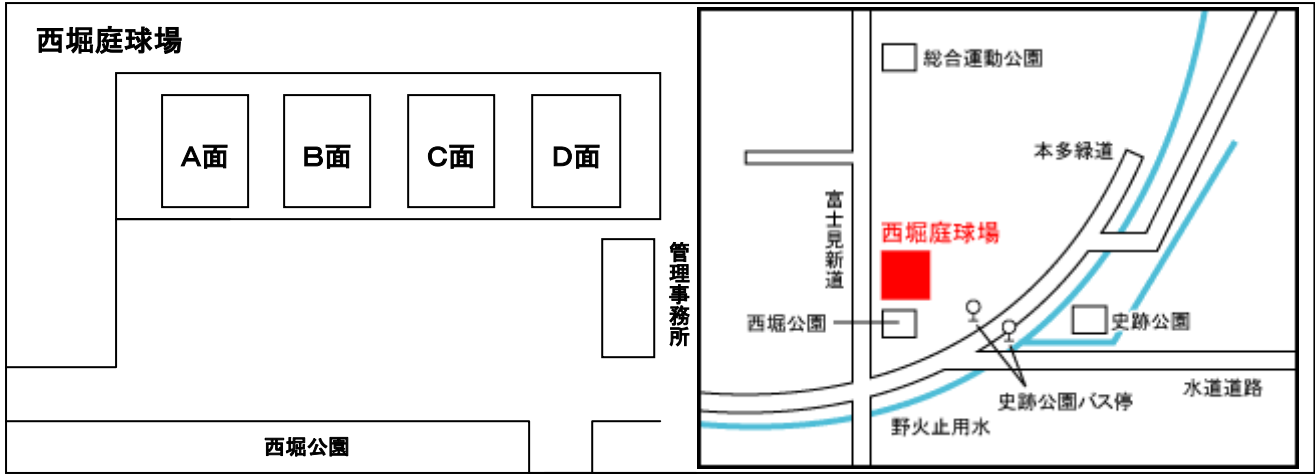 西堀庭球場
A面
B面
C面
D面
管理事務所
西堀公園
総合運動公園
本多緑道
富士見新道
西堀庭球場
西堀公園
史跡公園
史跡公園バス停
水道道路
野火止用水